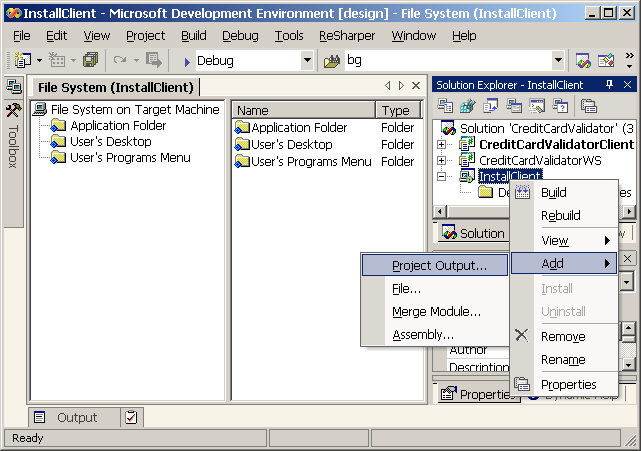 InstallClient - Microsoft Development Environment [design] - File System (InstallClient)
File Edit View Project Build Debug Tools ReSharper Window Help
Debug bg
File System (InstallClient)
File System on Target Machine
Application Folder
User's Desktop
User's Programs Menu
Name Type
Application Folder Folder
User's Desktop Folder
User's Programs Menu Folder
Toolbox
Solution Explorer - InstallClient
Solution 'CreditCardValidator' (3
CreditCardValidatorClient
CreditCardValidatorWS
InstallClient
De
es
Solution
Build
Rebuild
View
Add
Install
Uninstall
Remove
Rename
Properties
Project Output...
File...
Merge Module...
Assembly...
Author
Description
Properties Dynamic Help
Output
Ready